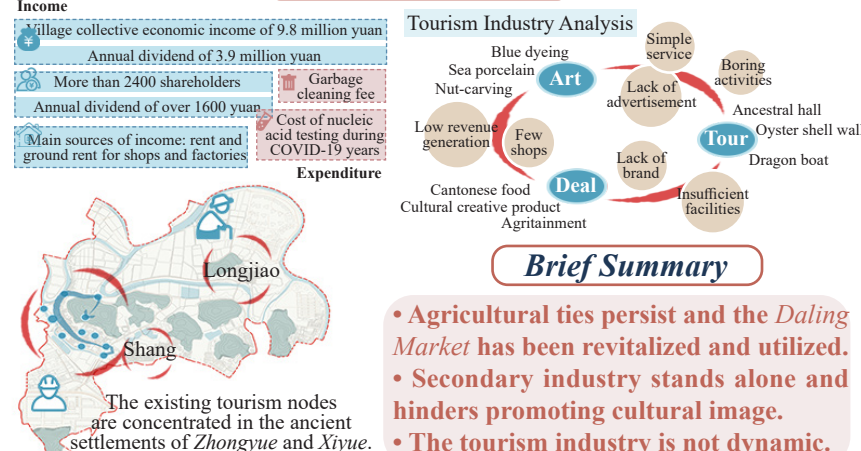 Income
Village collective economic income of 9.8 million yuan
Annual dividend of 3.9 million yuan
More than 2400 shareholders
Annual dividend of over 1600 yuan
Main sources of income: rent and
ground rent for shops and factories
Garbage
cleaning fee
Cost of nucleic
acid testing during
COVID-19 years
Expenditure
Longjiao
Shang
The existing tourism nodes
are concentrated in the ancient
settlements of Zhongyue and Xiyue.
Tourism Industry Analysis
Blue dyeing
Sea porcelain
Nut-carving
Art
Simple
service
Boring
activities
Lack of
advertisement
Ancestral hall
Oyster shell wall
Dragon boat
Tour
Low revenue
generation
Few
shops
Lack of
brand
Insufficient
facilities
Deal
Cantonese food
Cultural creative product
Agritainment
Brief Summary
• Agricultural ties persist and the Daling
Market has been revitalized and utilized.
• Secondary industry stands alone and
hinders promoting cultural image.
• The tourism industry is not dynamic.